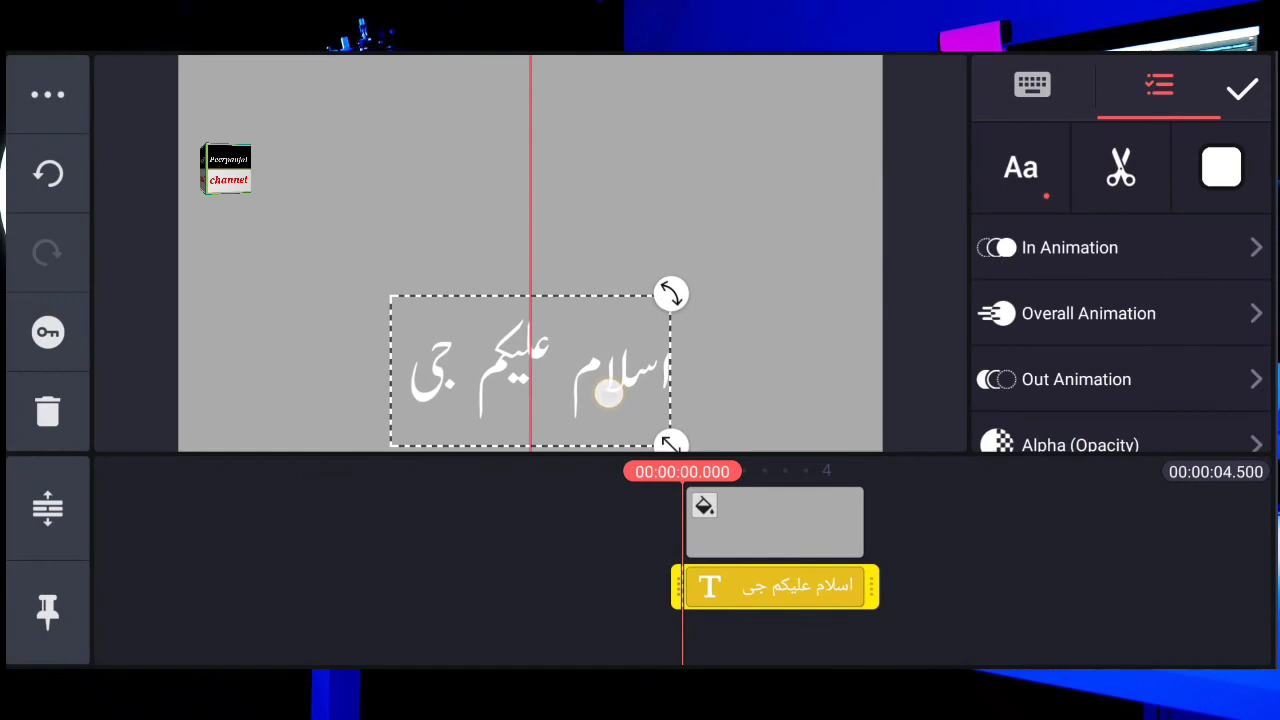 Peerpanjal
channel
Aa
In Animation
اسلام علیکم جی
Overall Animation
Out Animation
Alpha (Opacity)
00:00:00.000
4
00:00:04.500
T اسلام علیکم جی